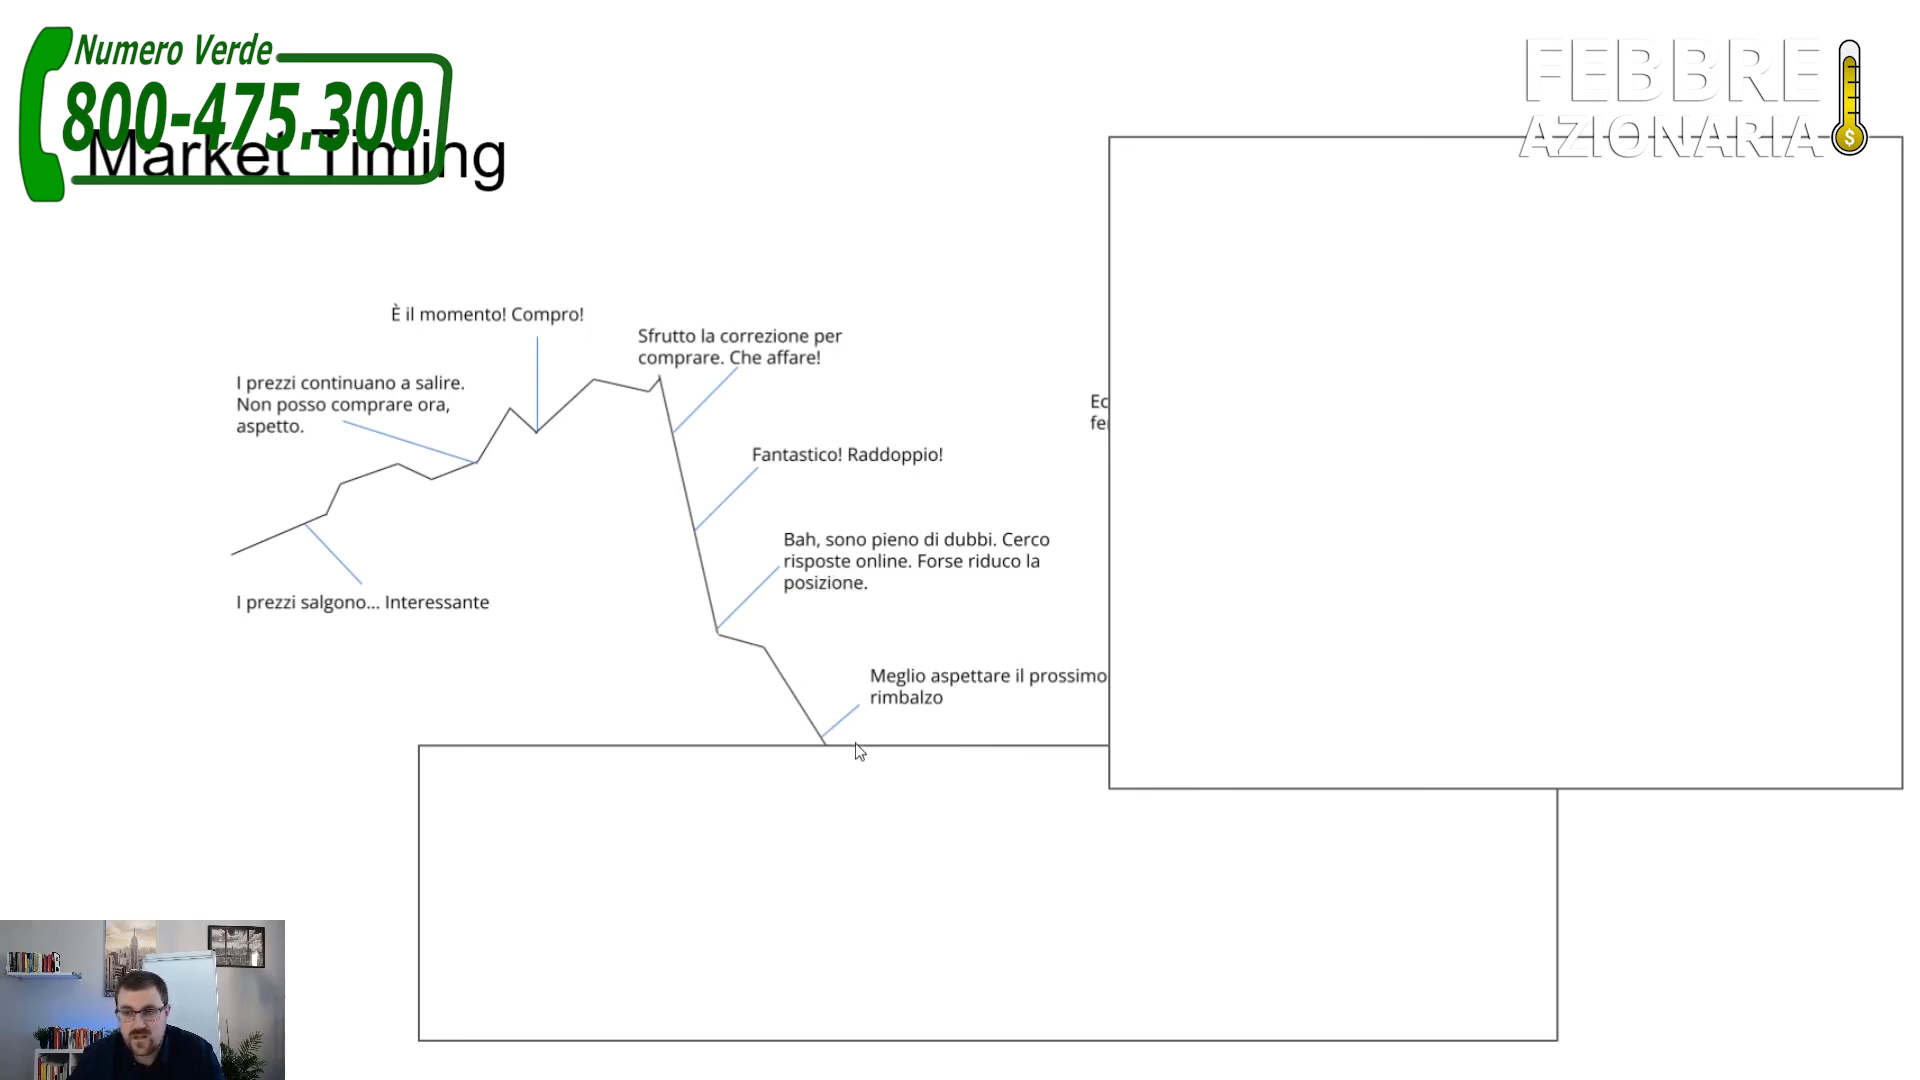 Numero Verde
800-475.300
FEBBRE
AZIONARIA
$
Market Timing
È il momento! Compro!
Sfrutto la correzione per
comprare. Che affare!
I prezzi continuano a salire.
Non posso comprare ora,
aspetto.
Fantastico! Raddoppio!
Bah, sono pieno di dubbi. Cerco
risposte online. Forse riduco la
posizione.
I prezzi salgono... Interessante
Meglio aspettare il prossimo
rimbalzo